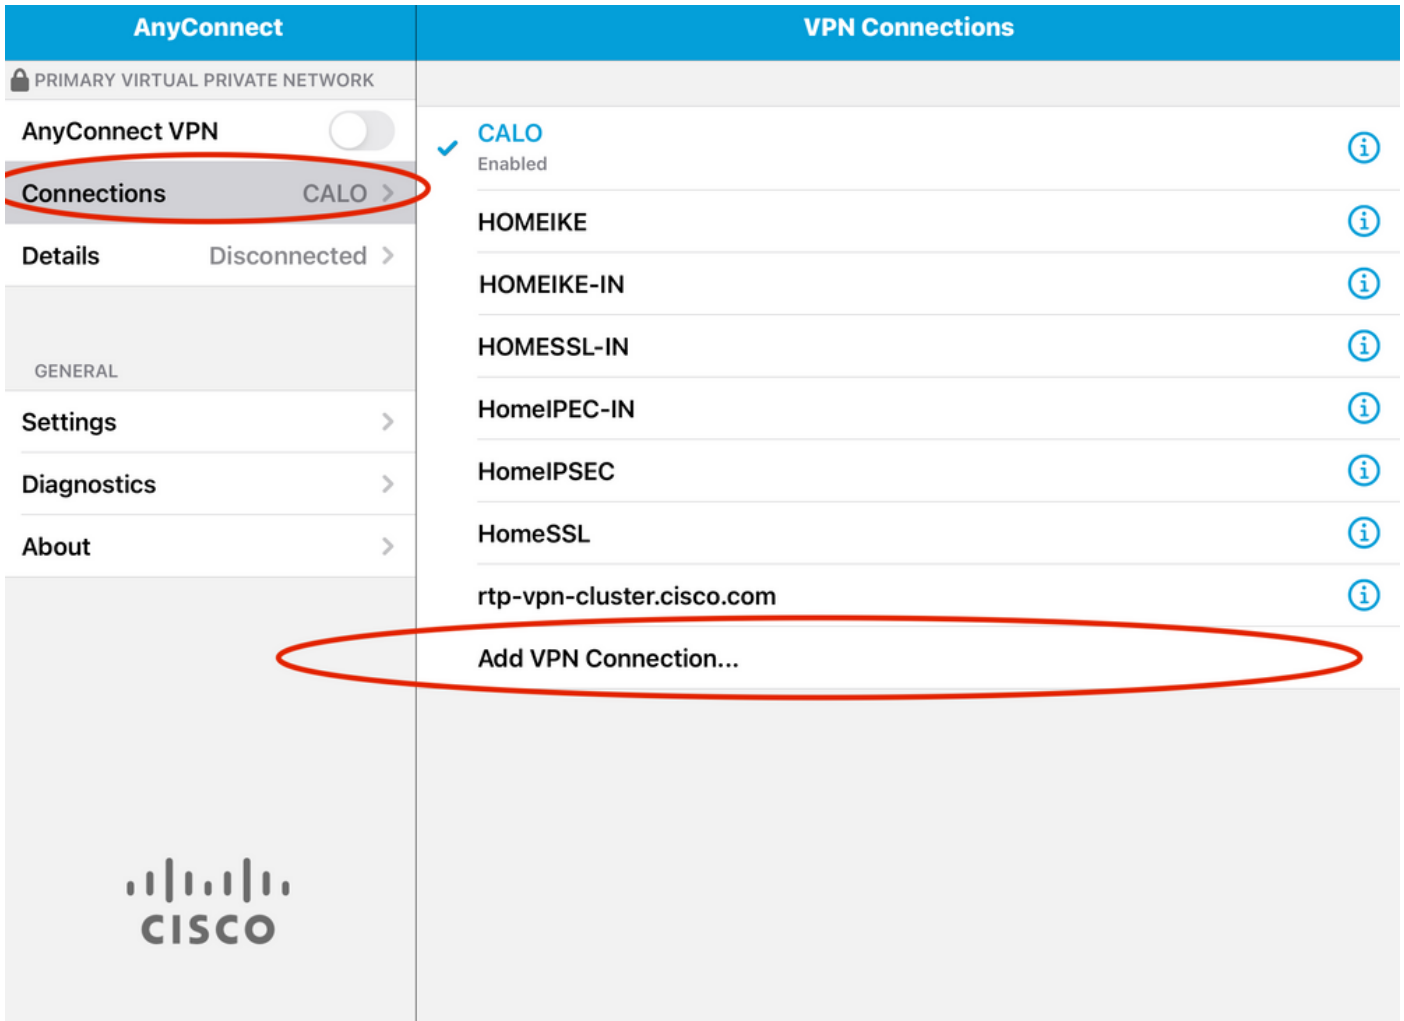 AnyConnect
VPN Connections
PRIMARY VIRTUAL PRIVATE NETWORK
AnyConnect VPN
Connections CALO
Details Disconnected
GENERAL
Settings
Diagnostics
About
CISCO
CALO
Enabled
HOMEIKE
HOMEIKE-IN
HOMESSL-IN
HomeIPEC-IN
HomeIPSEC
HomeSSL
rtp-vpn-cluster.cisco.com
Add VPN Connection...